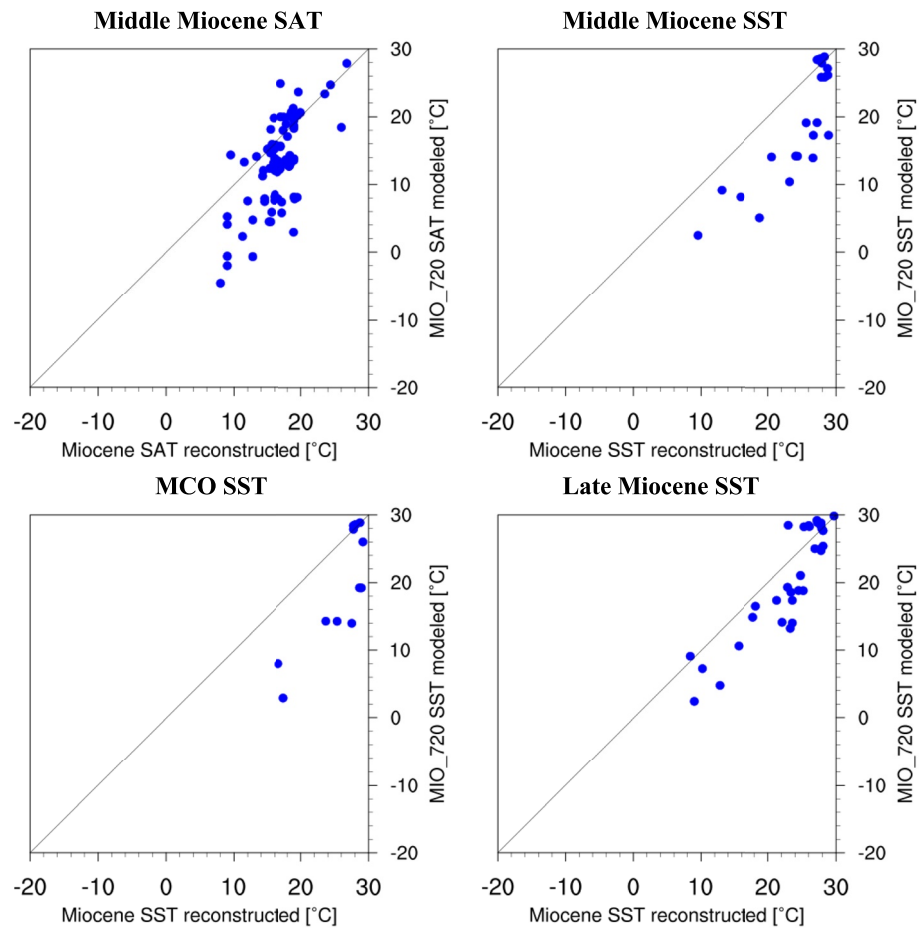 Middle Miocene SAT
30
20
10
0
-10
-20
MIO_720 SAT modeled [°C]
-20 -10 0 10 20 30
Miocene SAT reconstructed [°C]
Middle Miocene SST
30
20
10
0
-10
-20
MIO_720 SST modeled [°C]
-20 -10 0 10 20 30
Miocene SST reconstructed [°C]
MCO SST
30
20
10
0
-10
-20
MIO_720 SST modeled [°C]
-20 -10 0 10 20 30
Miocene SST reconstructed [°C]
Late Miocene SST
30
20
10
0
-10
-20
MIO_720 SST modeled [°C]
-20 -10 0 10 20 30
Miocene SST reconstructed [°C]